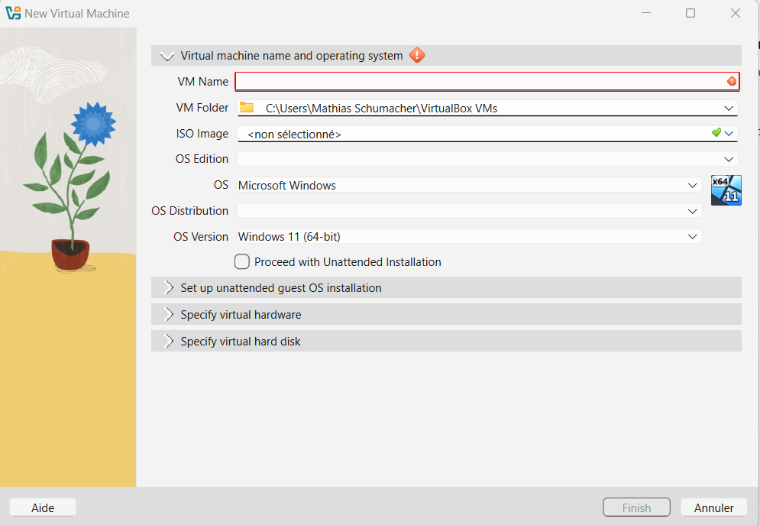 New Virtual Machine
Virtual machine name and operating system
VM Name
VM Folder C:\Users\Mathias Schumacher\VirtualBox VMs
ISO Image <non sélectionné>
OS Edition
OS Microsoft Windows
x64
11
OS Distribution
OS Version Windows 11 (64-bit)
Proceed with Unattended Installation
Set up unattended guest OS installation
Specify virtual hardware
Specify virtual hard disk
Aide Finish Annuler